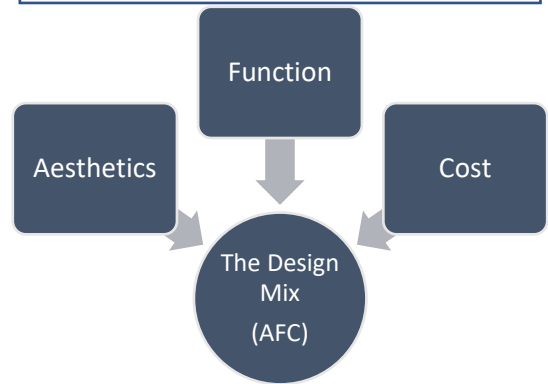 Function
Aesthetics
Cost
The Design
Mix
(AFC)